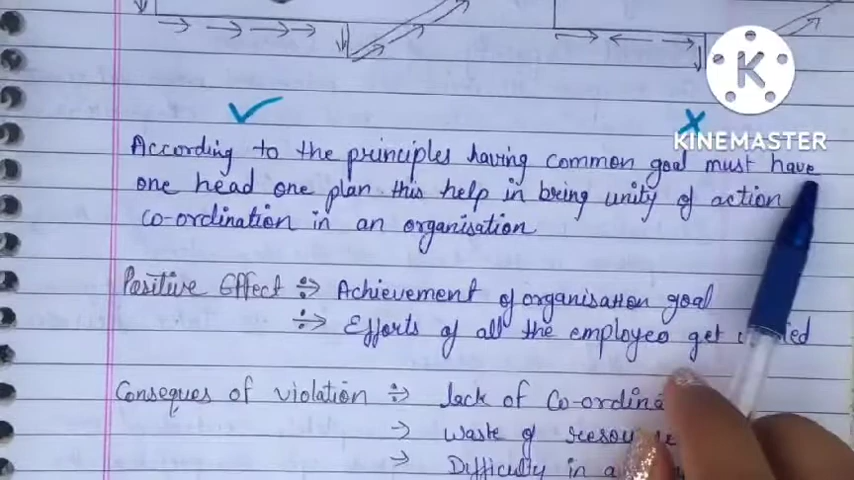 KINEMASTER
According to the principles having common goal must have
one head one plan this help in bring unity of action
co-ordination in an organisation
Positive Effect ÷> Achievement of organisation goal
÷> Efforts of all the employeo get
Conseques of violation ÷> lack of Co-ordina
-> Waste of resou
-> Difficulty in a